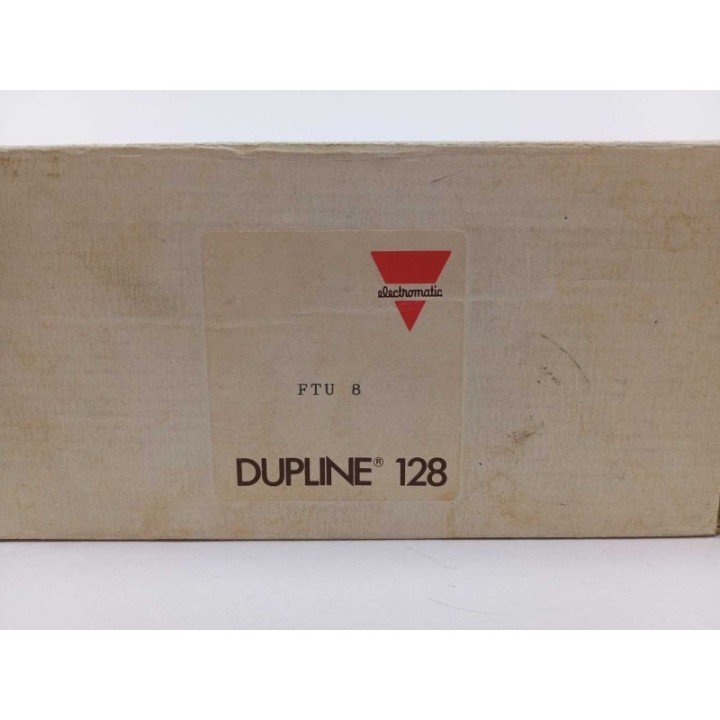 electromatic
FTU 8
DUPLINE® 128